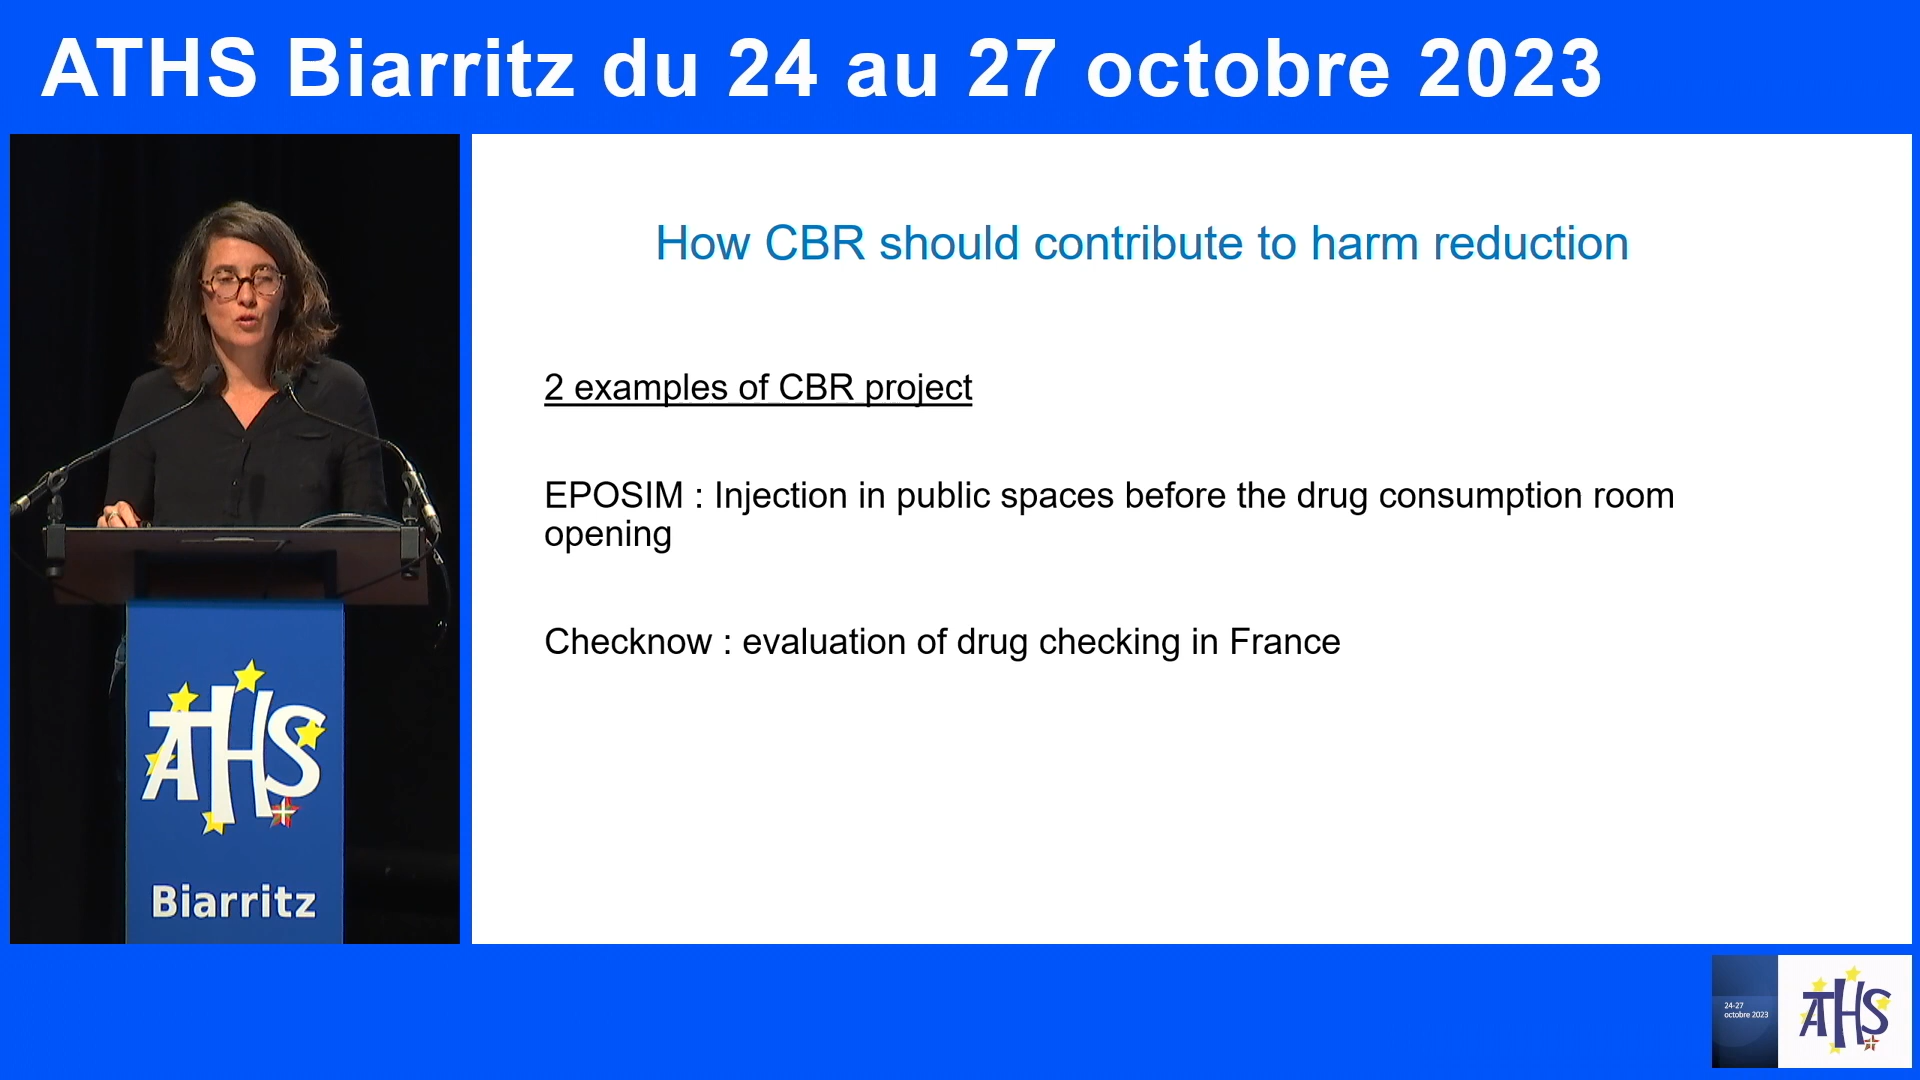 ATHS Biarritz du 24 au 27 octobre 2023
How CBR should contribute to harm reduction
2 examples of CBR project
EPOSIM : Injection in public spaces before the drug consumption room
opening
Checknow : evaluation of drug checking in France
ATHS
Biarritz
24-27
octobre 2023
ATHS